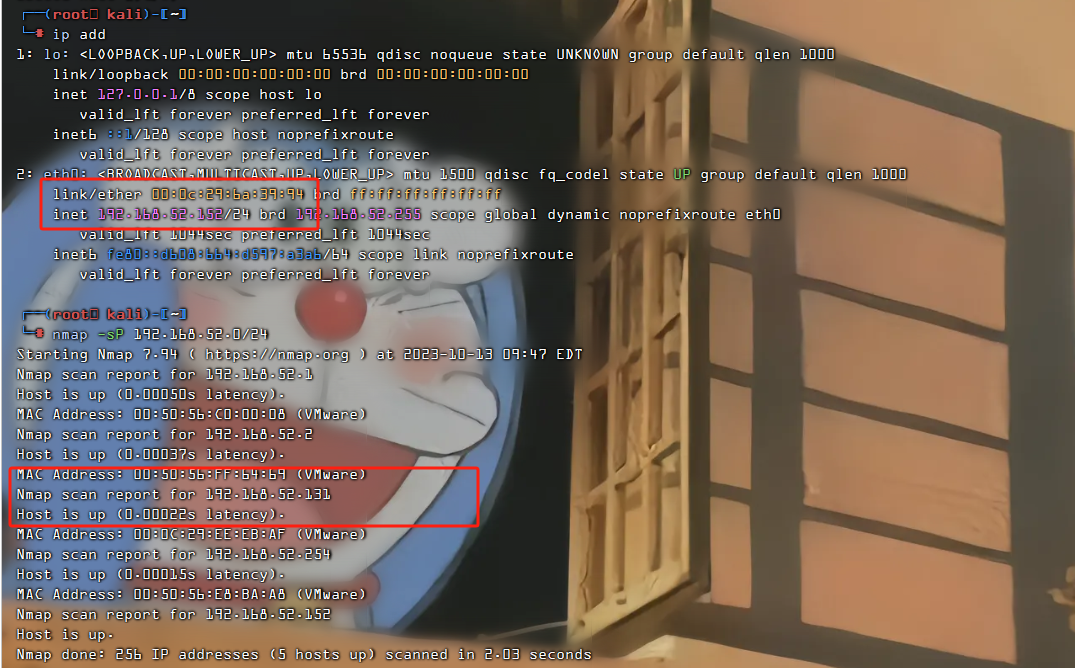 ┌──(root㉿ kali)-[~]
└─# ip add
1: lo: <LOOPBACK,UP,LOWER_UP> mtu 65536 qdisc noqueue state UNKNOWN group default qlen 1000
link/loopback 00:00:00:00:00:00 brd 00:00:00:00:00:00
inet 127.0.0.1/8 scope host lo
valid_lft forever preferred_lft forever
inet6 ::1/128 scope host noprefixroute
valid_lft forever preferred_lft forever
2: eth0: <BROADCAST,MULTICAST,UP,LOWER_UP> mtu 1500 qdisc fq_codel state UP group default qlen 1000
link/ether 00:0c:29:6a:39:94 brd ff:ff:ff:ff:ff:ff
inet 192.168.52.152/24 brd 192.168.52.255 scope global dynamic noprefixroute eth0
valid_lft 1044sec preferred_lft 1044sec
inet6 fe80::d608:b64:d597:a3ab/64 scope link noprefixroute
valid_lft forever preferred_lft forever
┌──(root㉿ kali)-[~]
└─# nmap -sP 192.168.52.0/24
Starting Nmap 7.94 ( https://nmap.org ) at 2023-10-13 09:47 EDT
Nmap scan report for 192.168.52.1
Host is up (0.00050s latency).
MAC Address: 00:50:56:C0:00:08 (VMware)
Nmap scan report for 192.168.52.2
Host is up (0.00037s latency).
MAC Address: 00:50:56:FF:64:69 (VMware)
Nmap scan report for 192.168.52.131
Host is up (0.00022s latency).
MAC Address: 00:0C:29:EE:EB:AF (VMware)
Nmap scan report for 192.168.52.254
Host is up (0.00015s latency).
MAC Address: 00:50:56:E8:BA:A8 (VMware)
Nmap scan report for 192.168.52.152
Host is up.
Nmap done: 256 IP addresses (5 hosts up) scanned in 2.03 seconds